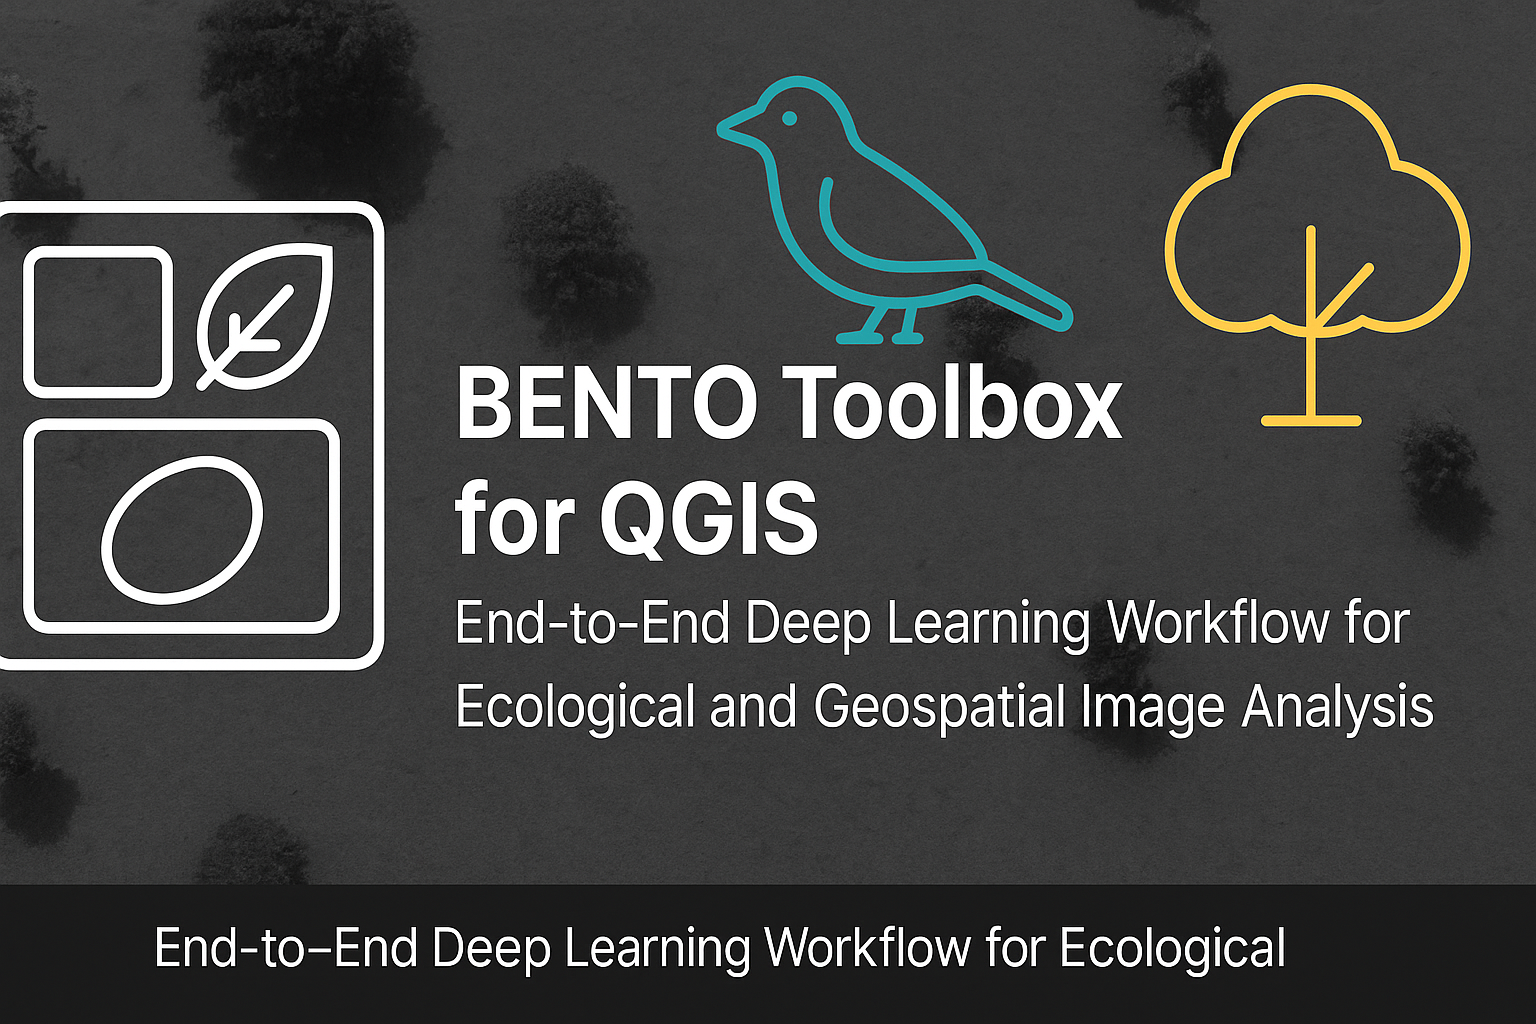 BENTO Toolbox
for QGIS
End-to-End Deep Learning Workflow for
Ecological and Geospatial Image Analysis
End-to–End Deep Learning Workflow for Ecological